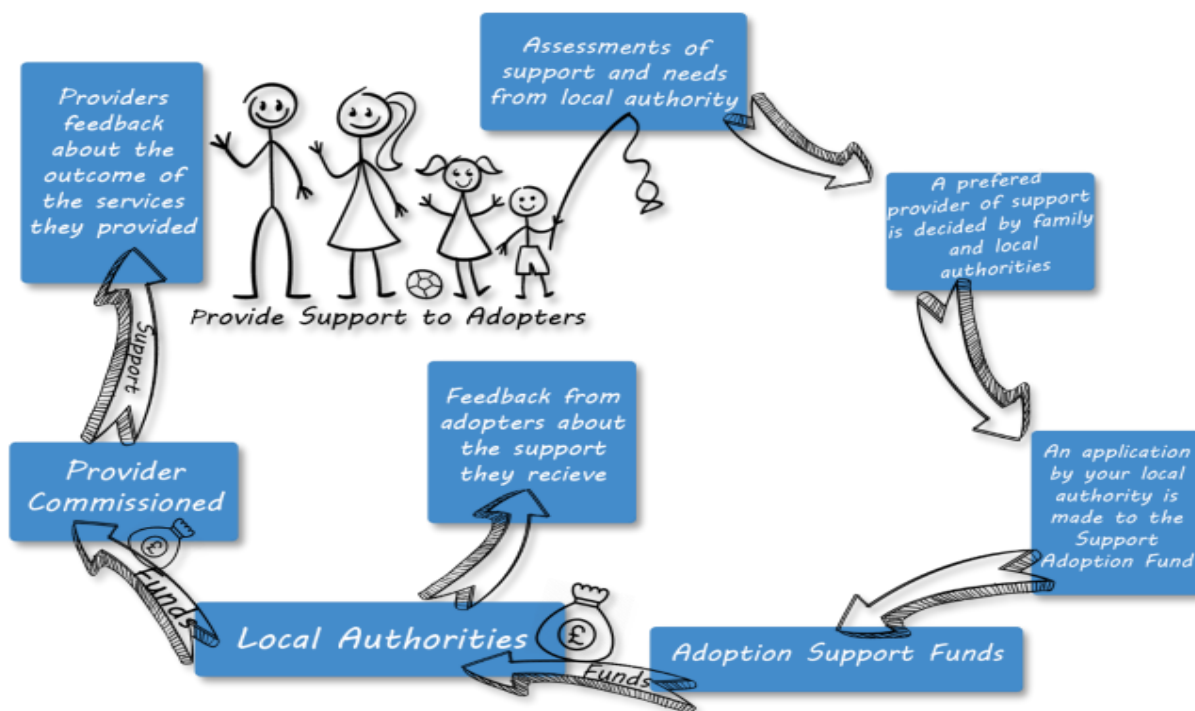 Assessments of
support and needs
from local authority
Providers
feedback
about the
outcome of
the services
they provided
A prefered
provider of support
is decided by family
and local
authorities
Provide Support to Adopters
Support
Feedback from
adopters about
the support
they recieve
An application
by your local
authority is
made to the
Support
Adoption Fund
Provider
Commissioned
£
Funds
Local Authorities
£
Funds
Adoption Support Funds